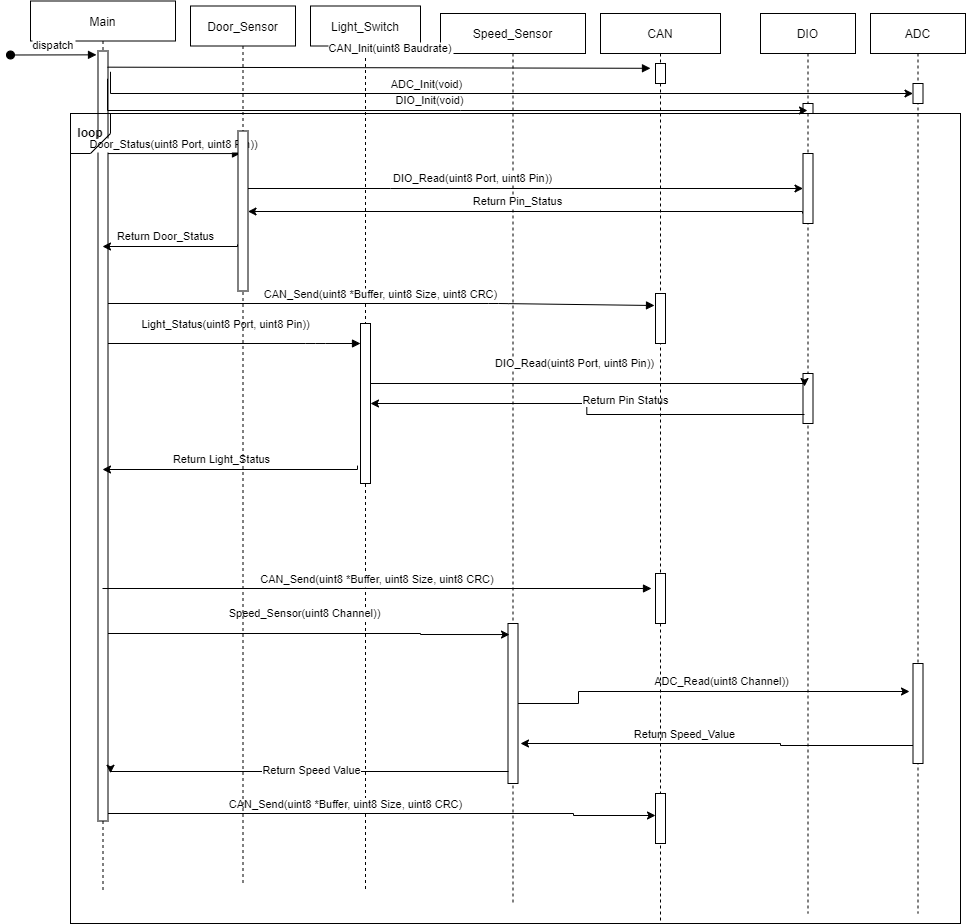 Main
Door_Sensor
Light_Switch
Speed_Sensor
CAN
DIO
ADC
dispatch
CAN_Init(uint8 Baudrate)
ADC_Init(void)
DIO_Init(void)
loop
Door_Status(uint8 Port, uint8 Pin))
DIO_Read(uint8 Port, uint8 Pin))
Return Pin_Status
Return Door_Status
CAN_Send(uint8 *Buffer, uint8 Size, uint8 CRC)
Light_Status(uint8 Port, uint8 Pin))
DIO_Read(uint8 Port, uint8 Pin))
Return Pin Status
Return Light_Status
CAN_Send(uint8 *Buffer, uint8 Size, uint8 CRC)
Speed_Sensor(uint8 Channel))
ADC_Read(uint8 Channel))
Return Speed_Value
Return Speed Value
CAN_Send(uint8 *Buffer, uint8 Size, uint8 CRC)